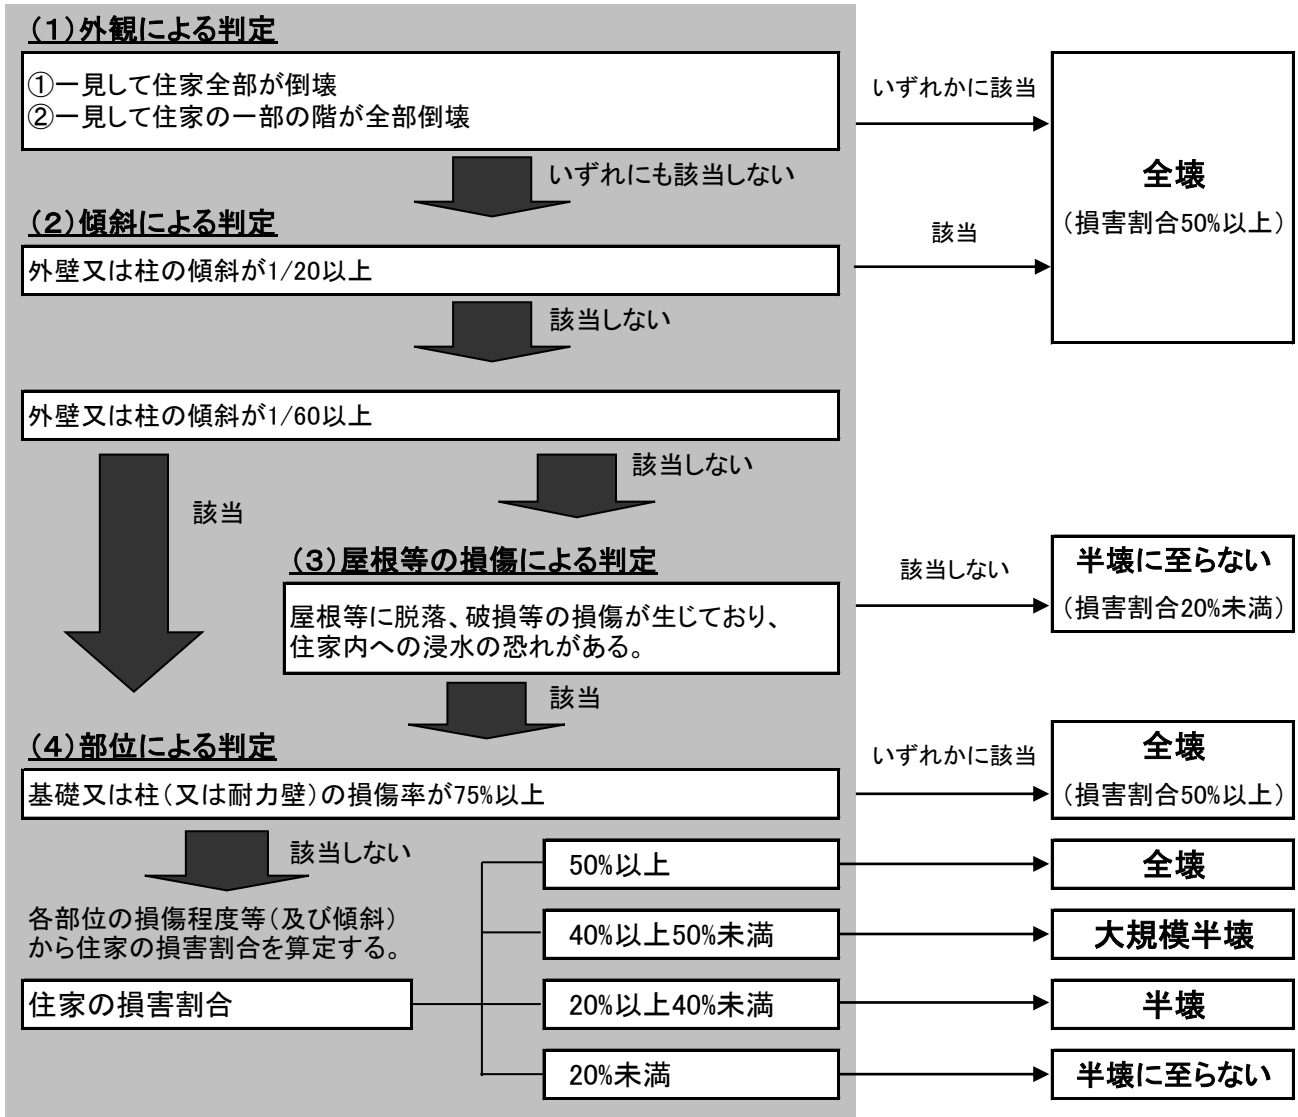 （１）外観による判定
①一見して住家全部が倒壊
②一見して住家の一部の階が全部倒壊
いずれかに該当
全壊
（損害割合50%以上）
いずれにも該当しない
（２）傾斜による判定
外壁又は柱の傾斜が1/20以上
該当
該当しない
外壁又は柱の傾斜が1/60以上
該当しない
該当
（３）屋根等の損傷による判定
屋根等に脱落、破損等の損傷が生じており、
住家内への浸水の恐れがある。
該当しない
半壊に至らない
（損害割合20%未満）
該当
（４）部位による判定
基礎又は柱（又は耐力壁）の損傷率が75%以上
いずれかに該当
全壊
（損害割合50%以上）
該当しない
各部位の損傷程度等（及び傾斜）
から住家の損害割合を算定する。
住家の損害割合
50%以上
全壊
40%以上50%未満
大規模半壊
20%以上40%未満
半壊
20%未満
半壊に至らない